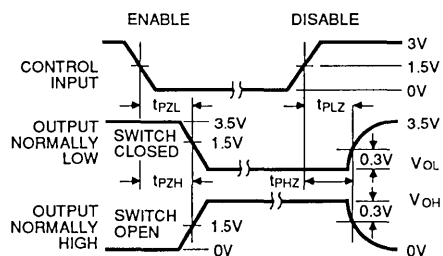 ENABLE DISABLE
3V
CONTROL INPUT 1.5V
0V
tPZL tPLZ
OUTPUT NORMALLY LOW
SWITCH CLOSED
3.5V
1.5V
3.5V
0.3V
VOL
tPZH tPHZ
VOH
0.3V
OUTPUT NORMALLY HIGH
SWITCH OPEN
1.5V
0V
0V